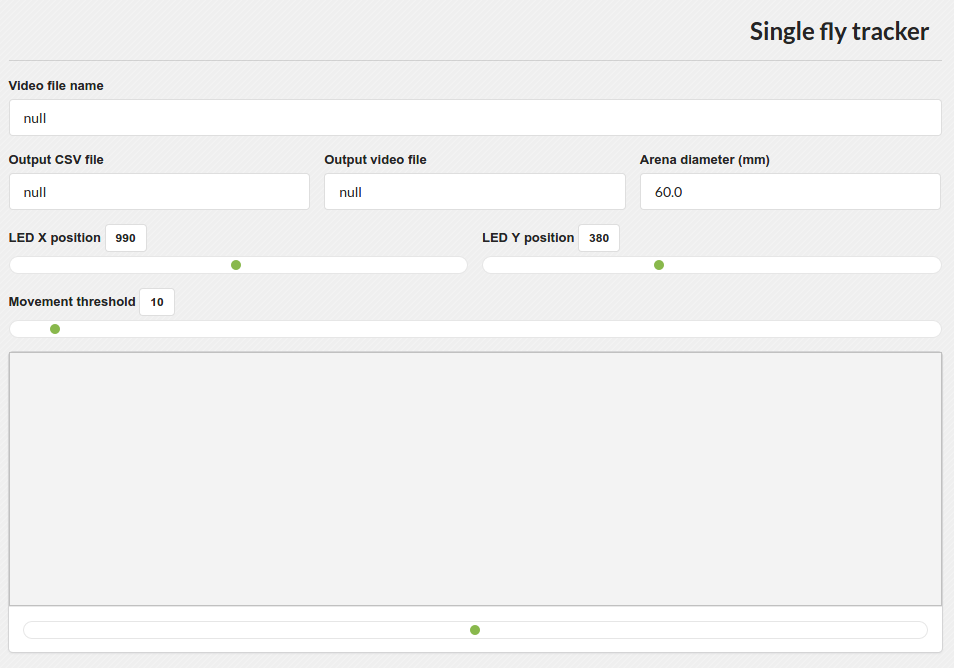 Single fly tracker
Video file name
null
Output CSV file Output video file Arena diameter (mm)
null null 60.0
LED X position 990 LED Y position 380
Movement threshold 10